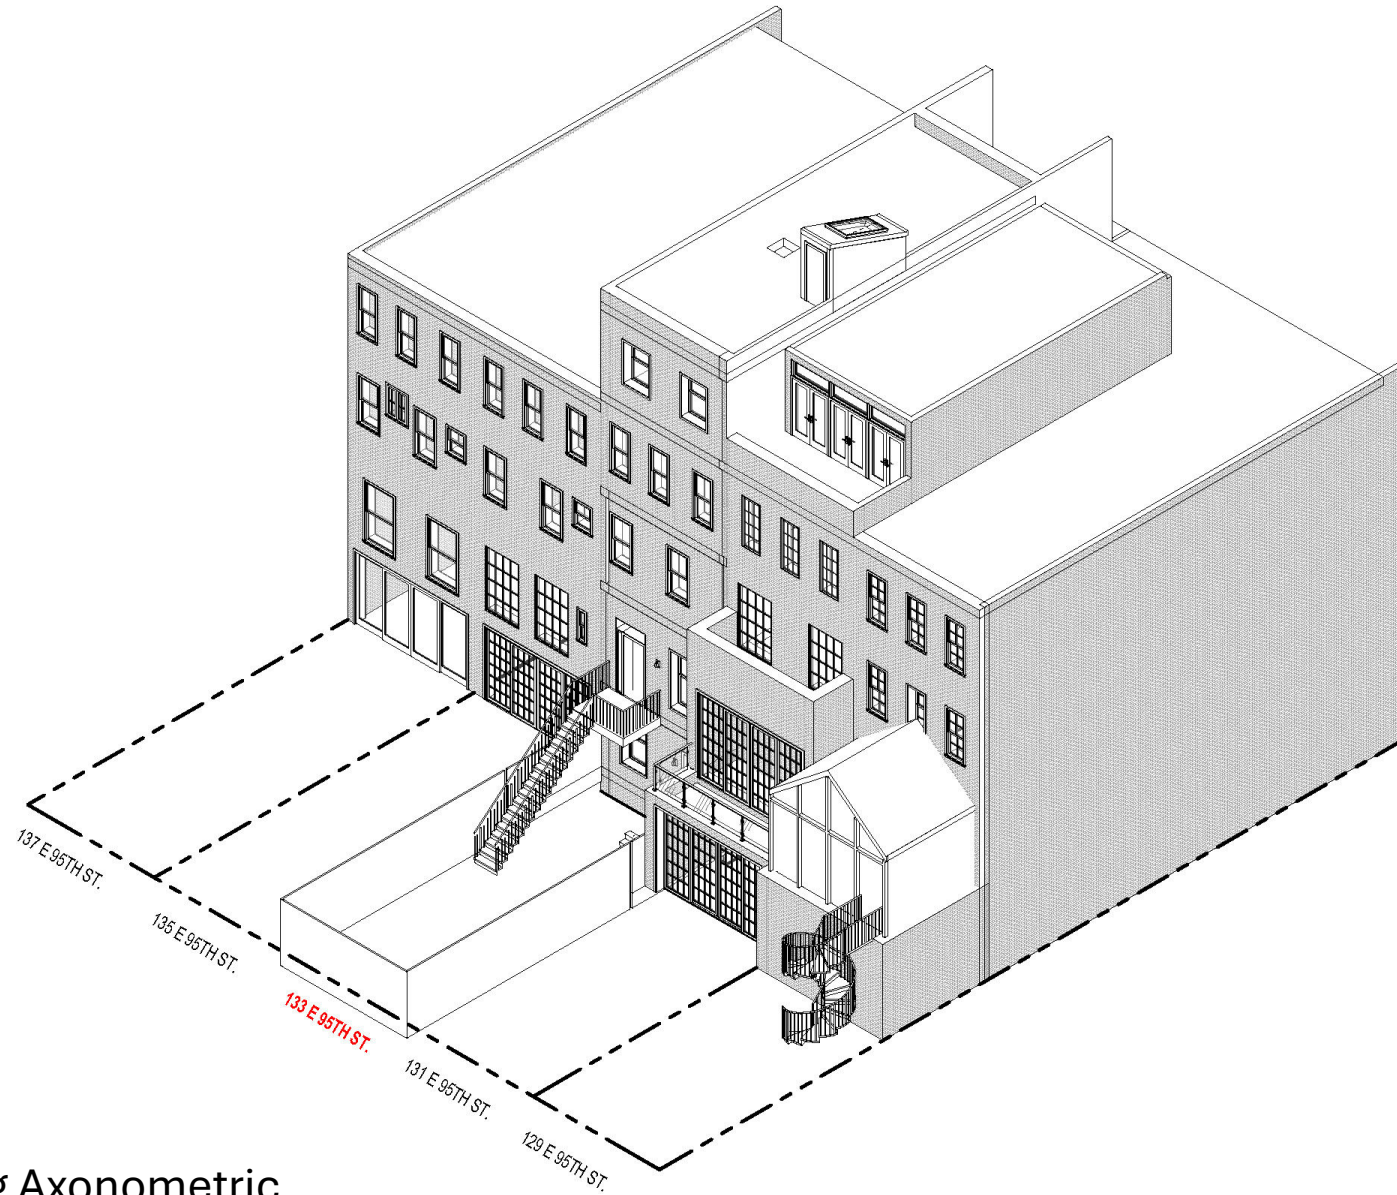 137 E 95TH ST.
135 E 95TH ST.
133 E 95TH ST.
131 E 95TH ST.
129 E 95TH ST.
Axonometric